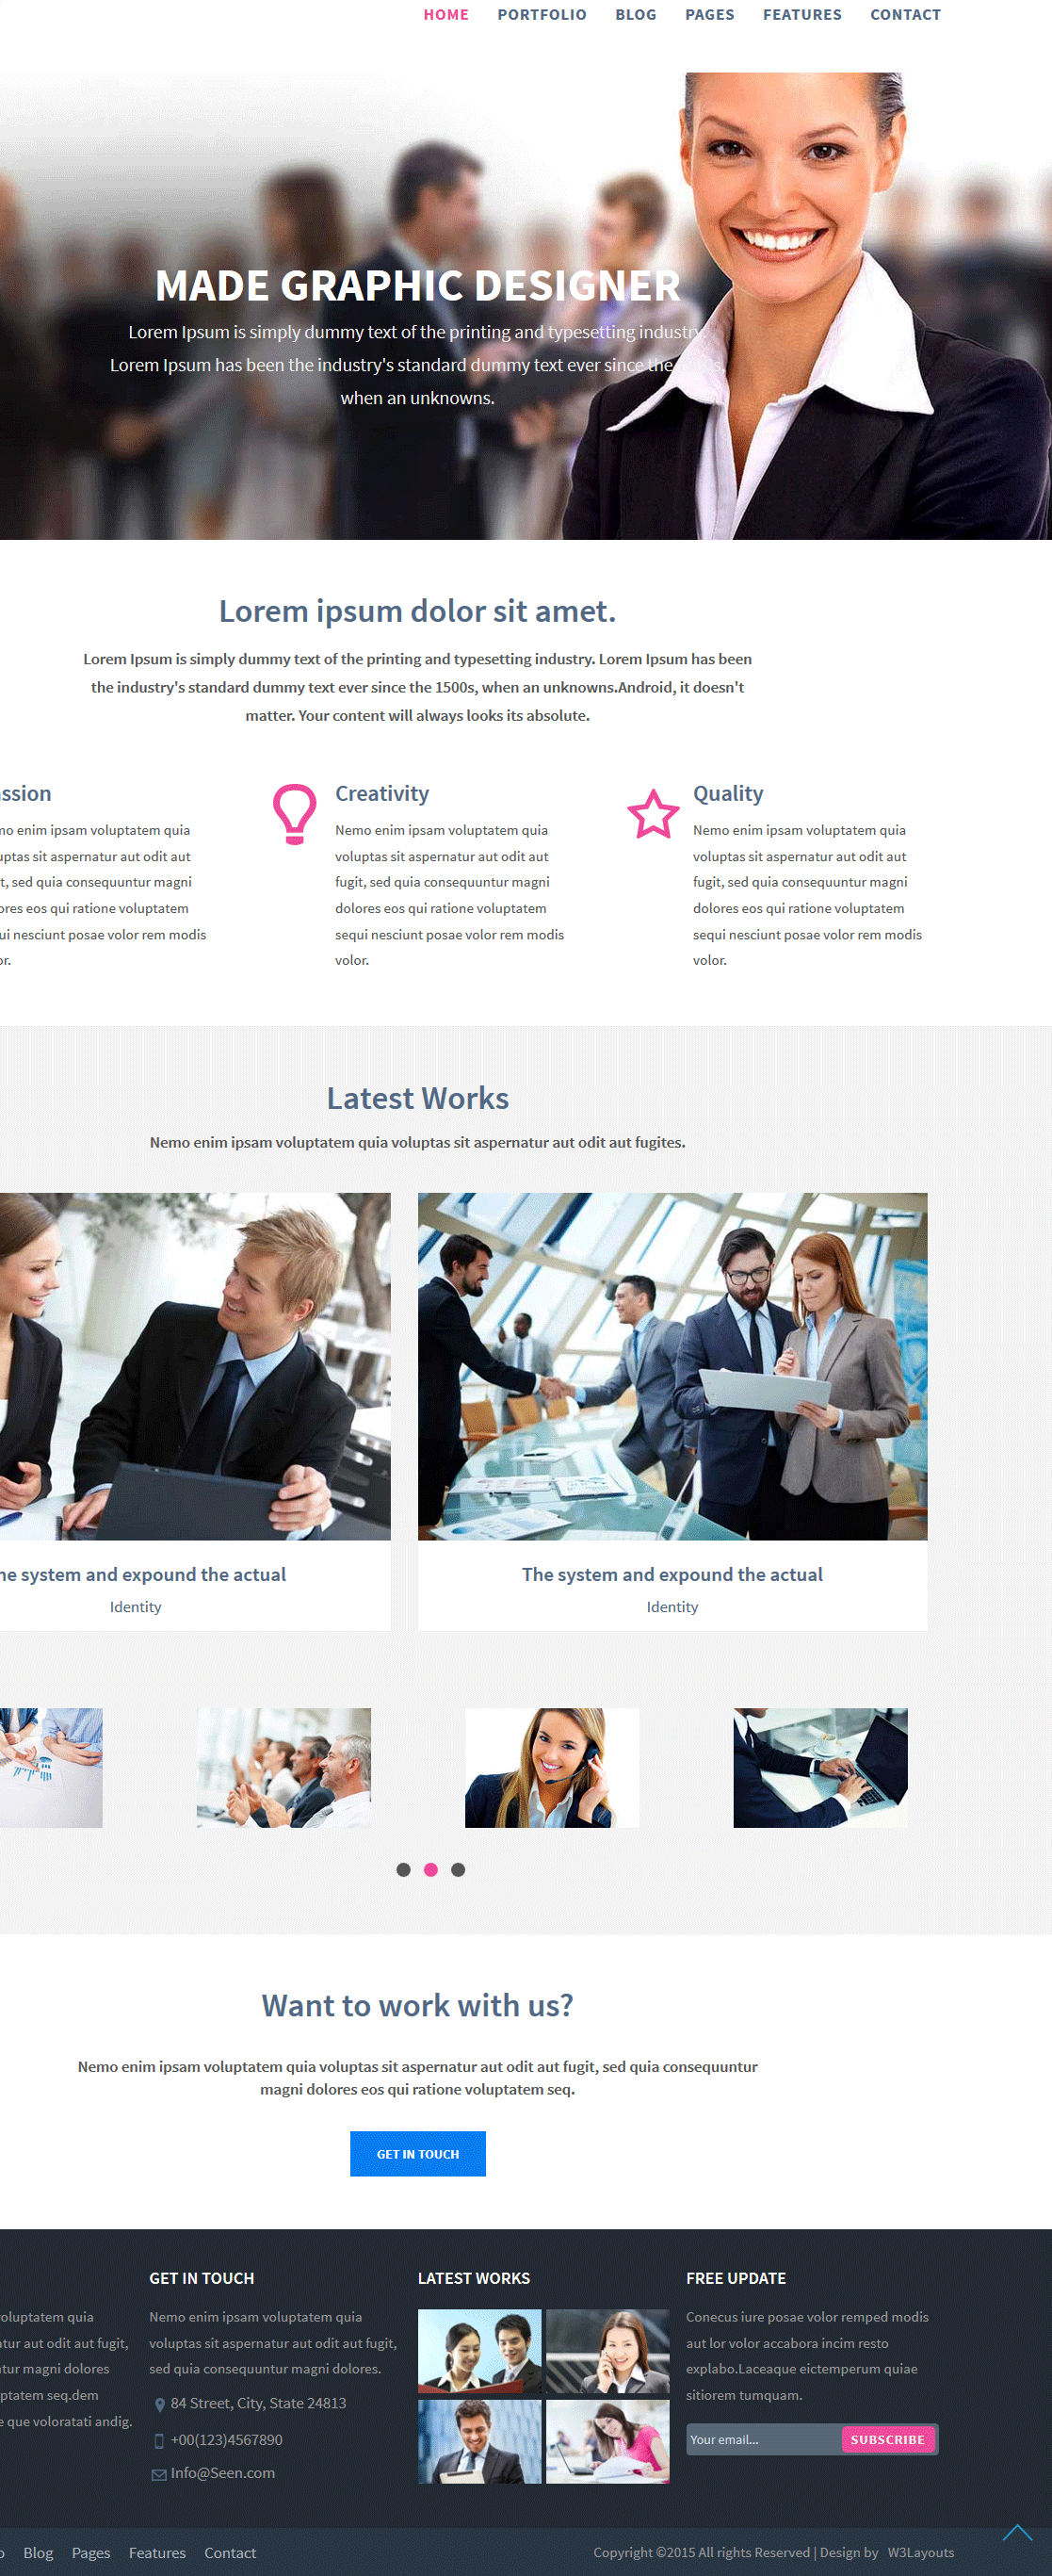 HOME PORTFOLIO BLOG PAGES FEATURES CONTACT
MADE GRAPHIC DESIGNER
Lorem Ipsum is simply dummy text of the printing and typesetting industry.
Lorem Ipsum has been the industry's standard dummy text ever since the
when an unknowns.
Lorem ipsum dolor sit amet.
Lorem Ipsum is simply dummy text of the printing and typesetting industry. Lorem Ipsum has been
the industry's standard dummy text ever since the 1500s, when an unknowns.Android, it doesn't
matter. Your content will always looks its absolute.
ssion
mo enim ipsam voluptatem quia
uptas sit aspernatur aut odit aut
t, sed quia consequuntur magni
ores eos qui ratione voluptatem
ui nesciunt posae volor rem modis
or.
Creativity
Nemo enim ipsam voluptatem quia
voluptas sit aspernatur aut odit aut
fugit, sed quia consequuntur magni
dolores eos qui ratione voluptatem
sequi nesciunt posae volor rem modis
volor.
Quality
Nemo enim ipsam voluptatem quia
voluptas sit aspernatur aut odit aut
fugit, sed quia consequuntur magni
dolores eos qui ratione voluptatem
sequi nesciunt posae volor rem modis
volor.
Latest Works
Nemo enim ipsam voluptatem quia voluptas sit aspernatur aut odit aut fugites.
he system and expound the actual
Identity
The system and expound the actual
Identity
Want to work with us?
Nemo enim ipsam voluptatem quia voluptas sit aspernatur aut odit aut fugit, sed quia consequuntur
magni dolores eos qui ratione voluptatem seq.
GET IN TOUCH
oluptatem quia
tur aut odit aut fugit,
ntur magni dolores
ptatem seq.dem
e que voloratati andig.
GET IN TOUCH
Nemo enim ipsam voluptatem quia
voluptas sit aspernatur aut odit aut fugit,
sed quia consequuntur magni dolores.
84 Street, City, State 24813
+00(123)4567890
Info@Seen.com
LATEST WORKS
FREE UPDATE
Conecus iure posae volor remped modis
aut lor volor accabora incim resto
explabo.Laceaque eictemperum quiae
sitiorem tumquam.
Your email... SUBSCRIBE
o Blog Pages Features Contact
Copyright ©2015 All rights Reserved | Design by W3Layouts